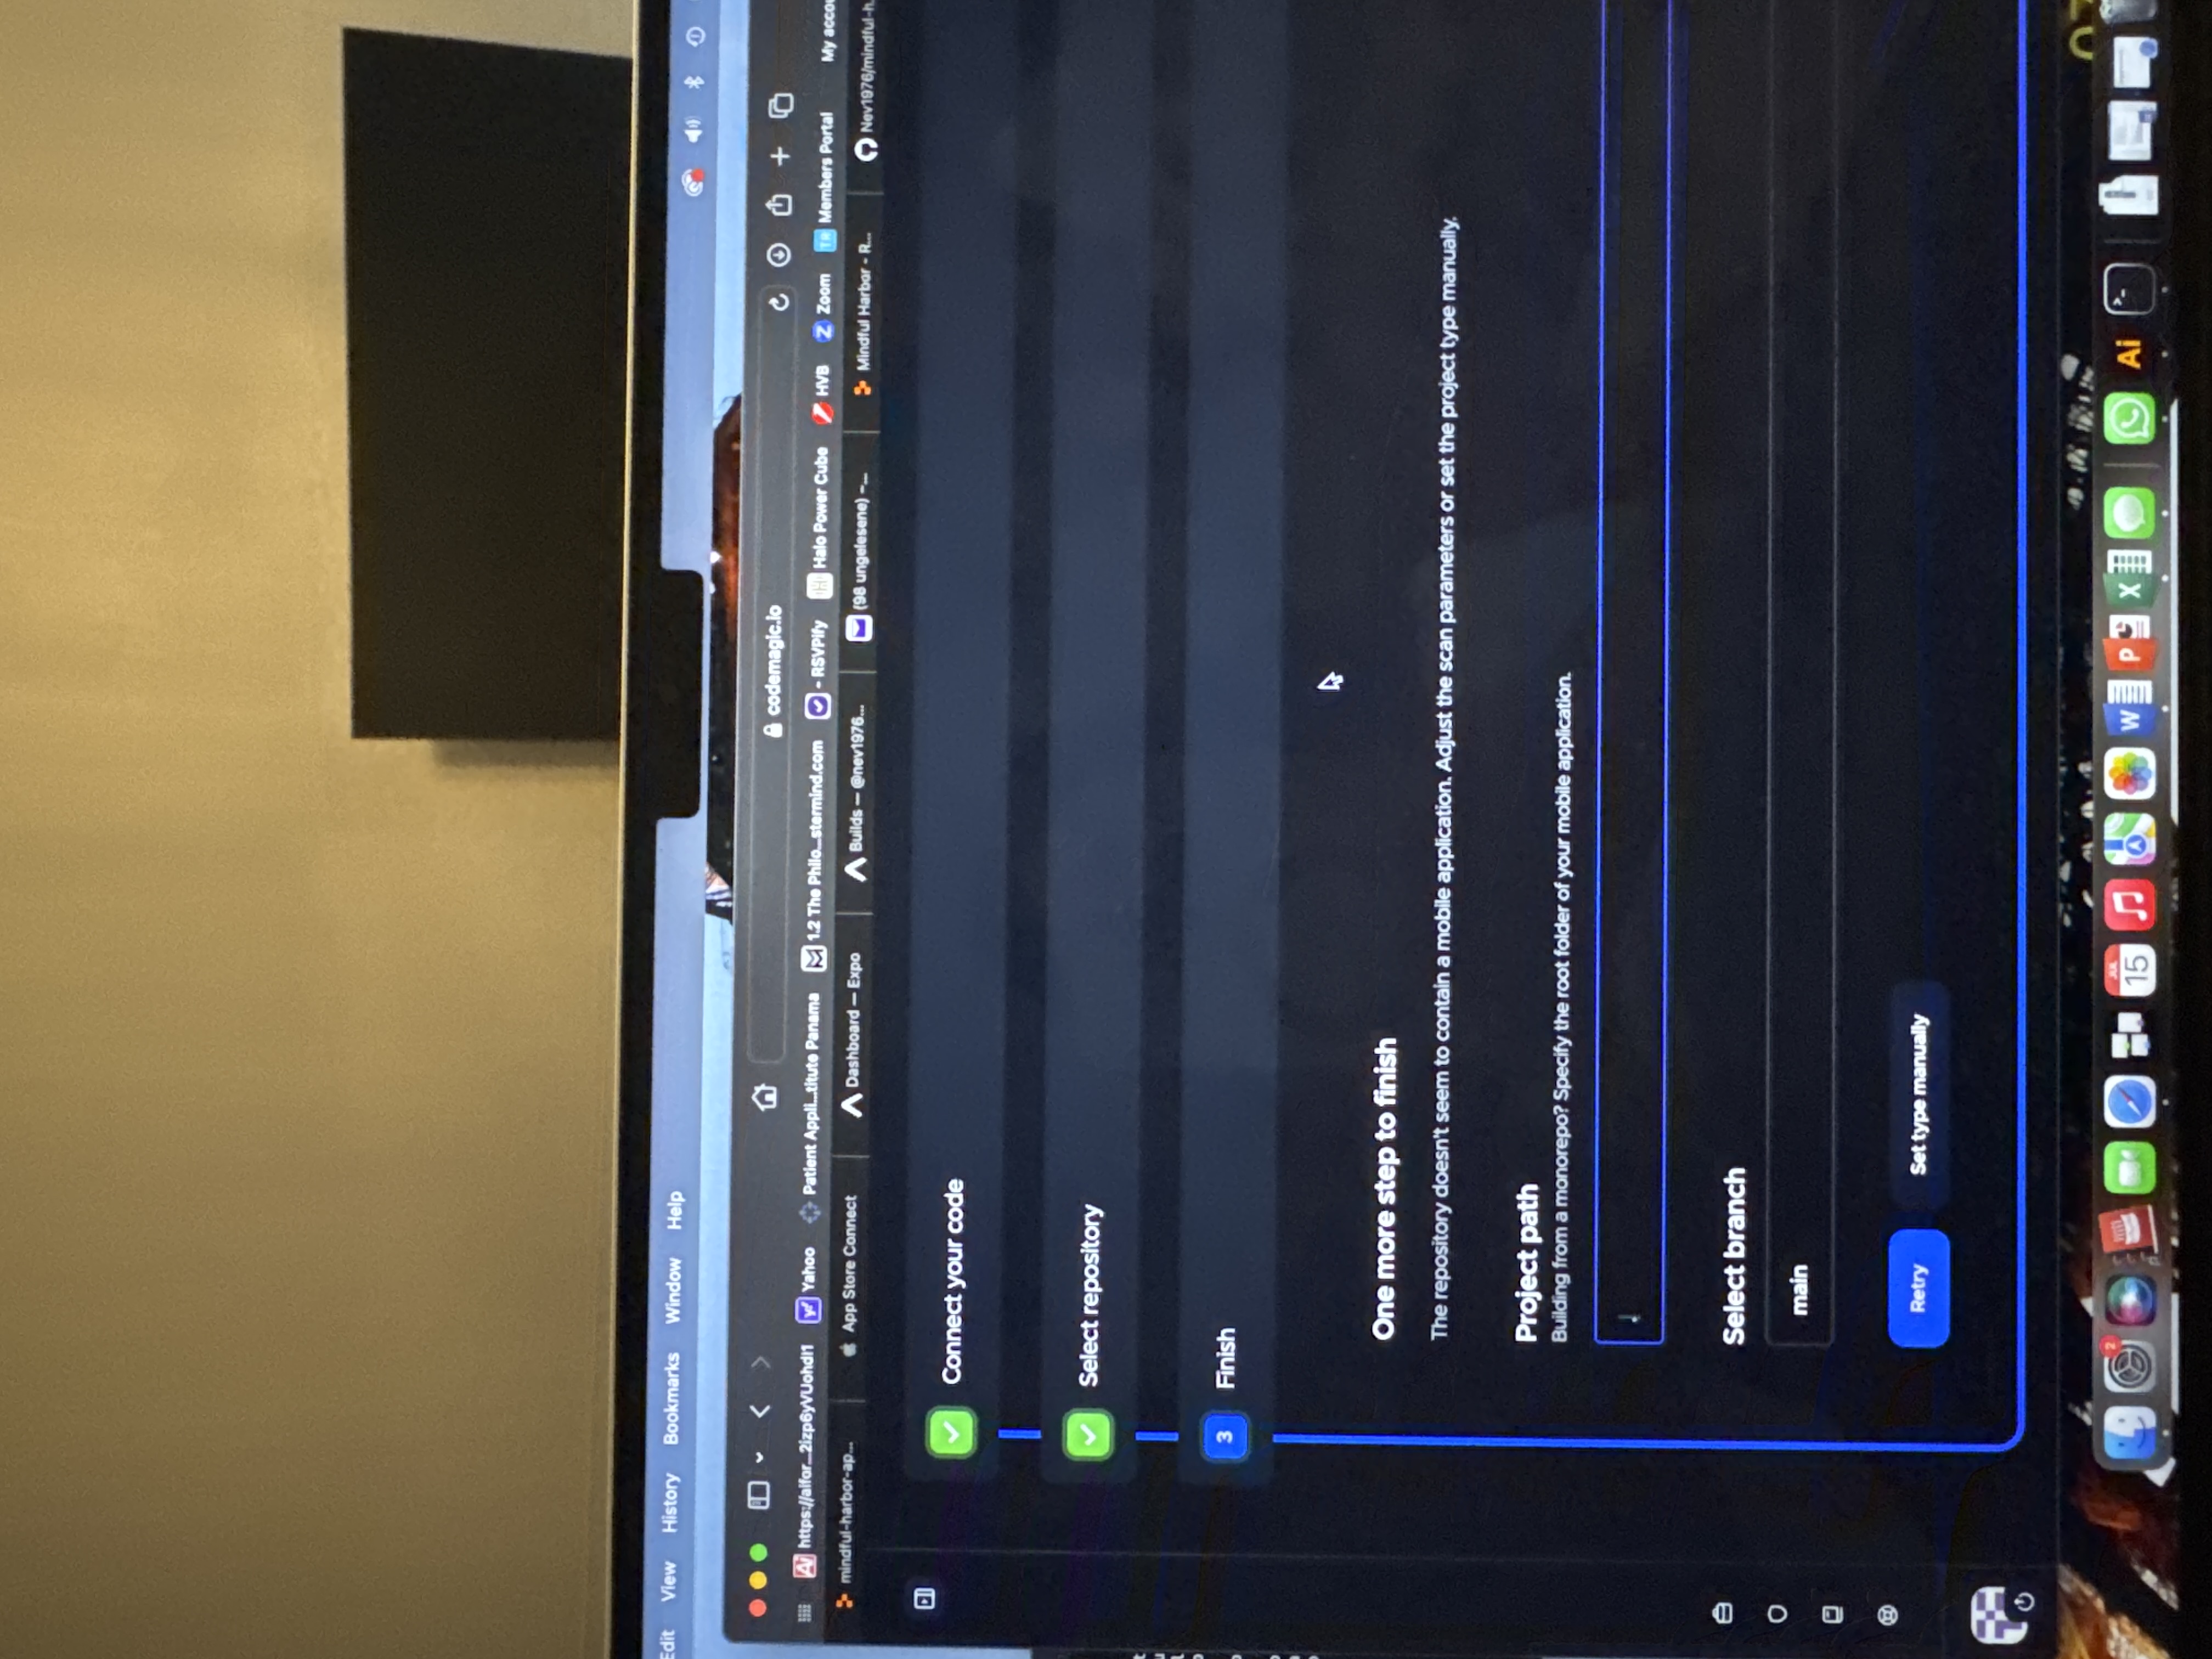 Edit View History Bookmarks Window Help
codemagic.io
https://aifor...2izp6yVUohdI1 Yahoo Patient Appli...titute Panama 1.2 The Philo...stermind.com - RSVPify Halo Power Cube HVB Zoom TR Members Portal My acco
mindful-harbor-ap... App Store Connect Dashboard — Expo Builds — @nev1976... (98 ungelesene) –... Mindful Harbor - R... Nev1976/mindful-h.
Connect your code
Select repository
3 Finish
One more step to finish
The repository doesn't seem to contain a mobile application. Adjust the scan parameters or set the project type manually.
Project path
Building from a monorepo? Specify the root folder of your mobile application.
.
Select branch
main
Retry Set type manually
2 JUL 15 W P X Ai